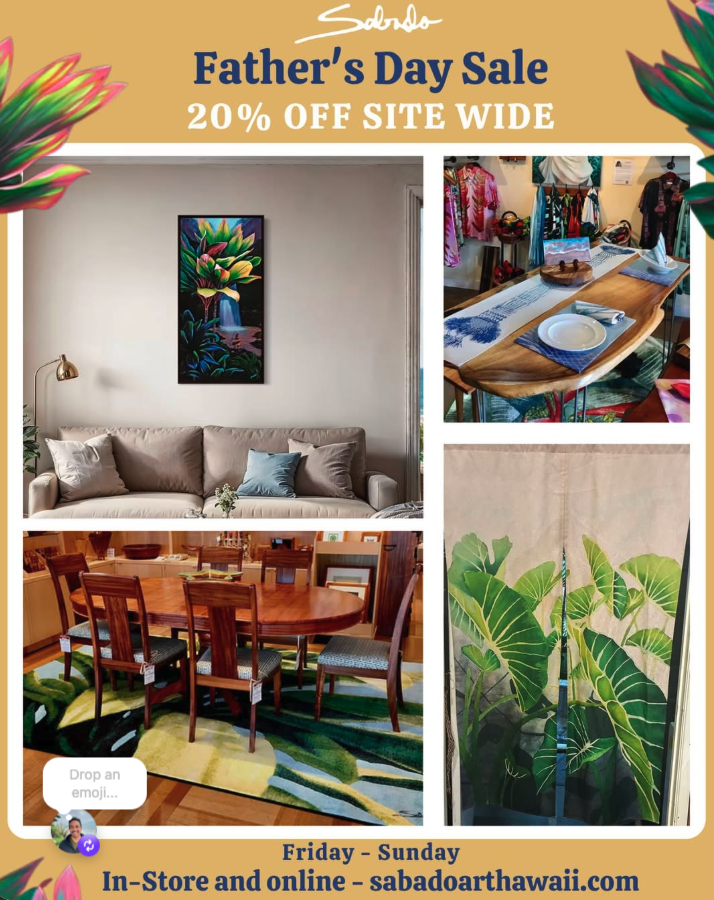 Sabado
Father's Day Sale
20% OFF SITE WIDE
Drop an
emoji...
Friday - Sunday
In-Store and online - sabadoarthawaii.com